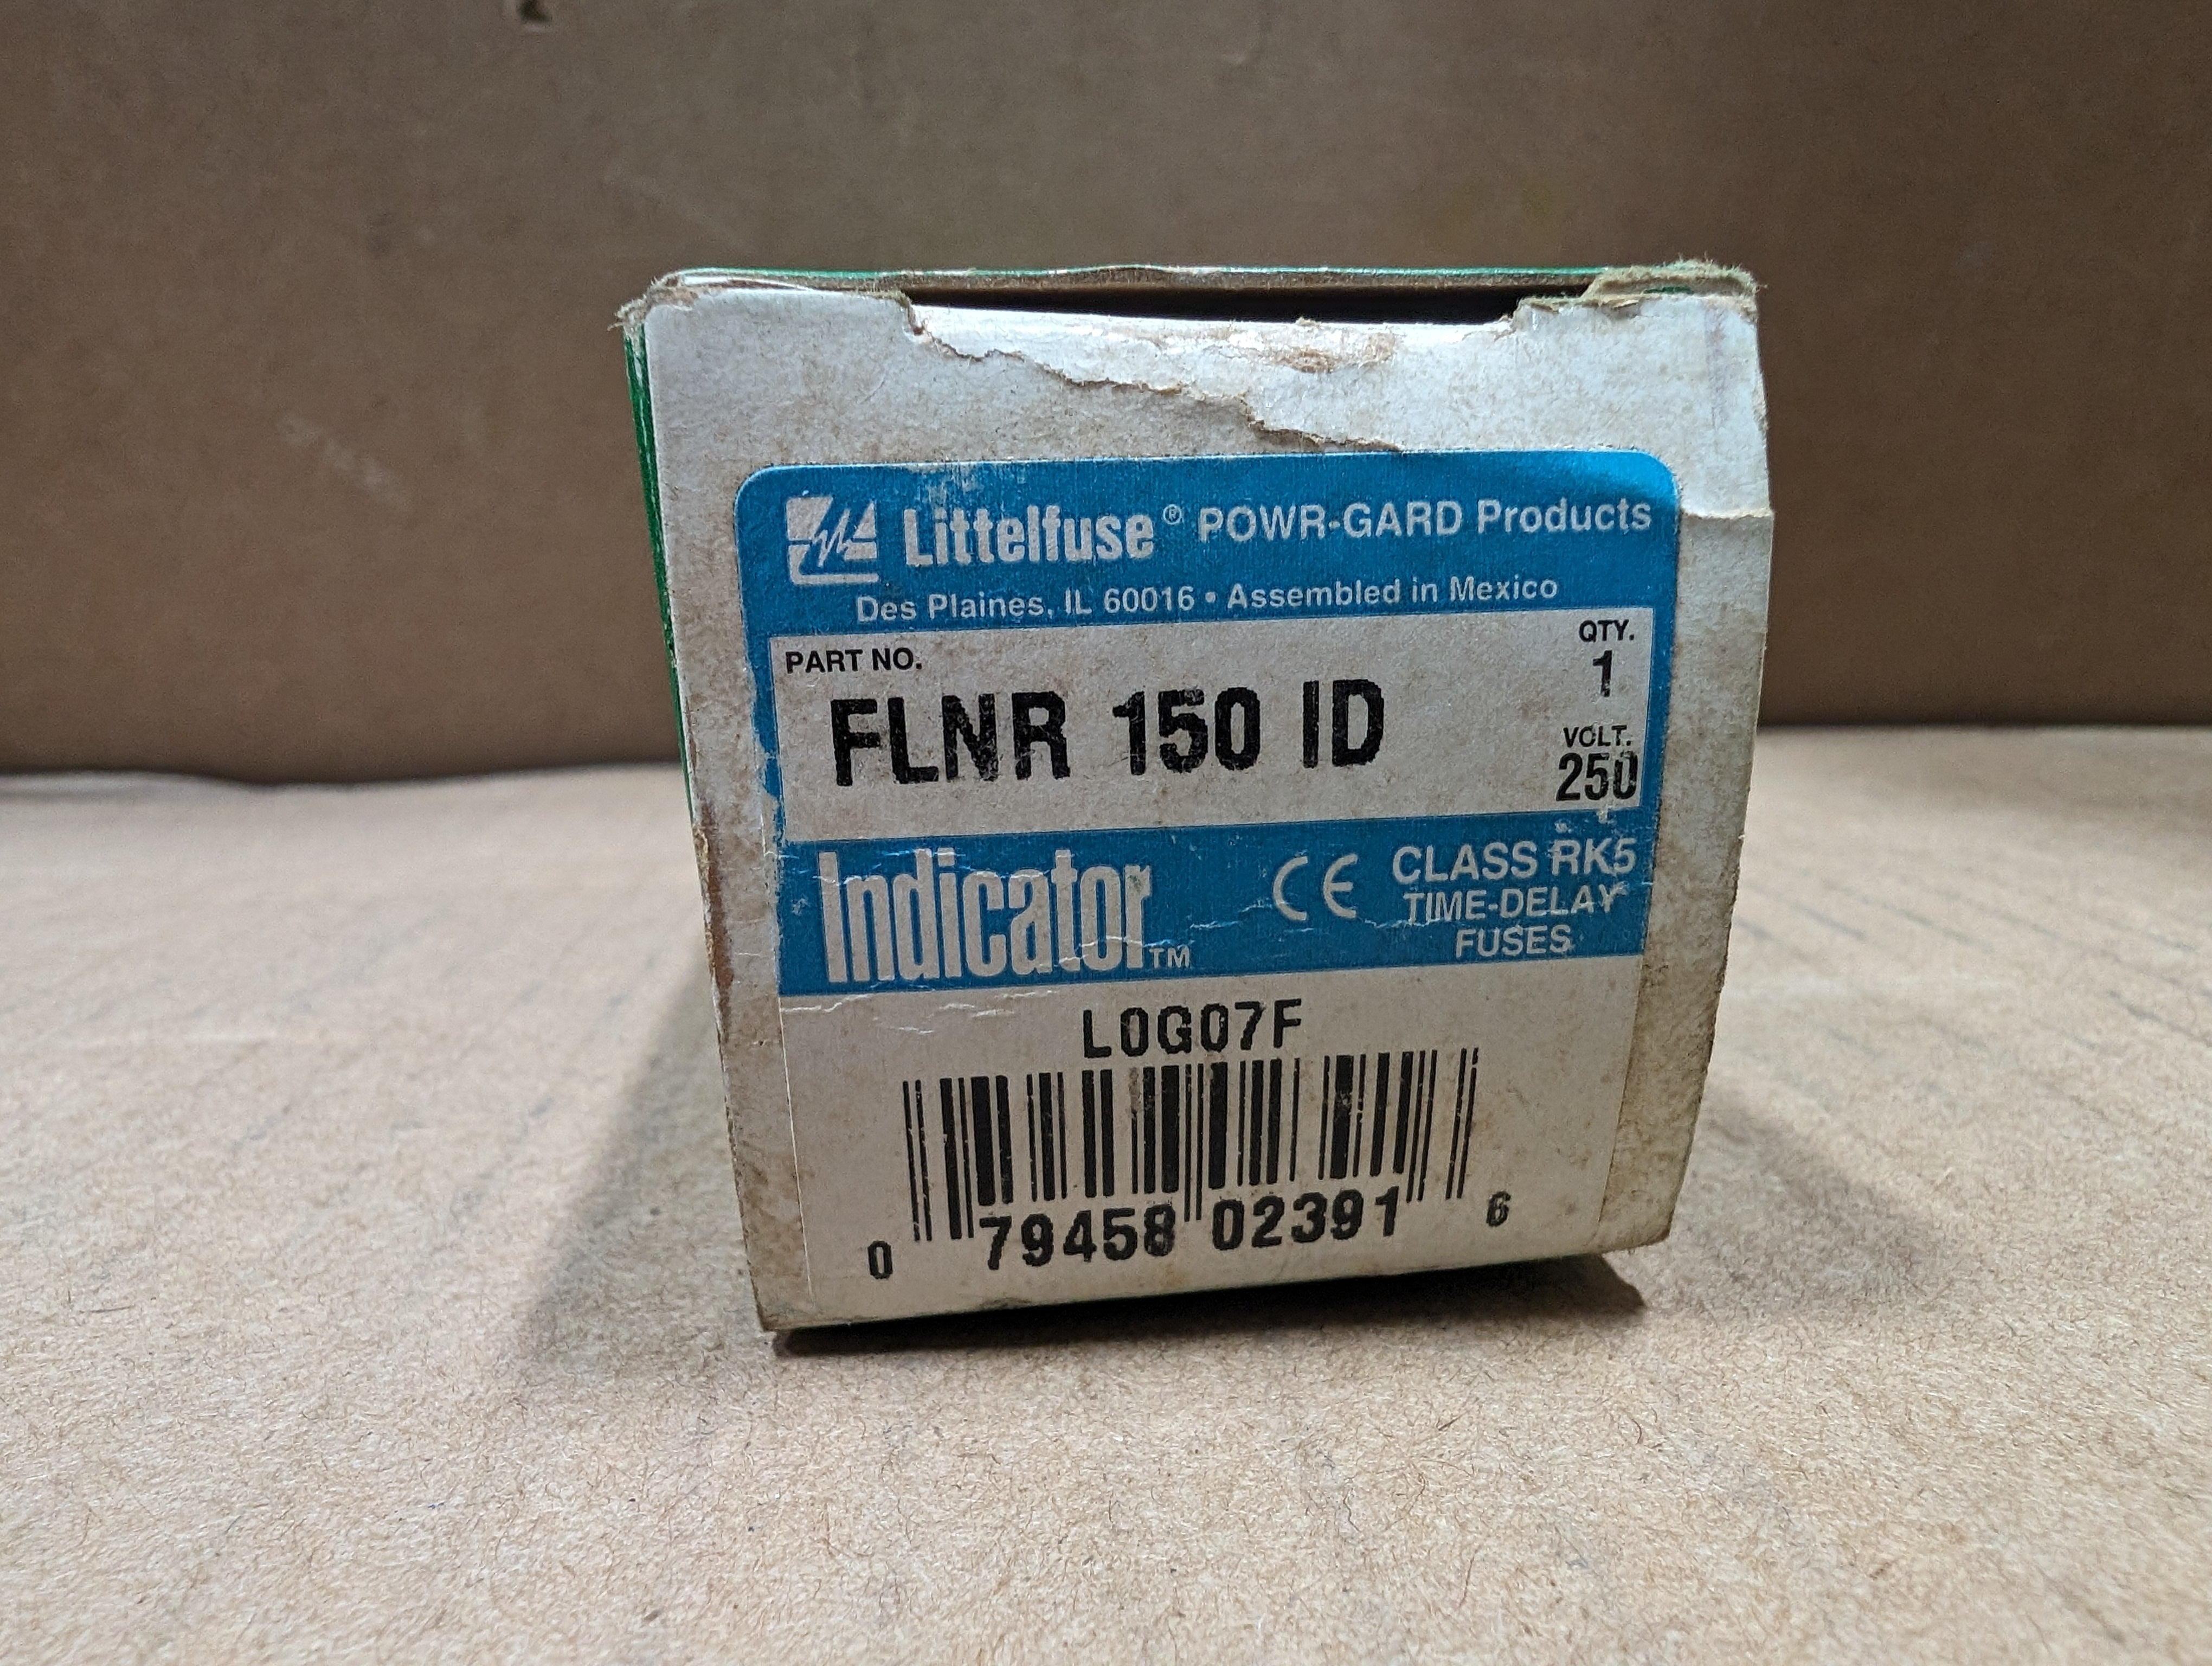 Littelfuse® POWR-GARD Products
Des Plaines, IL 60016 • Assembled in Mexico
PART NO.
FLNR 150 ID
QTY.
1
VOLT.
250
Indicator™
CE
CLASS RK5
TIME-DELAY
FUSES
L0G07F
0 79458 02391 6